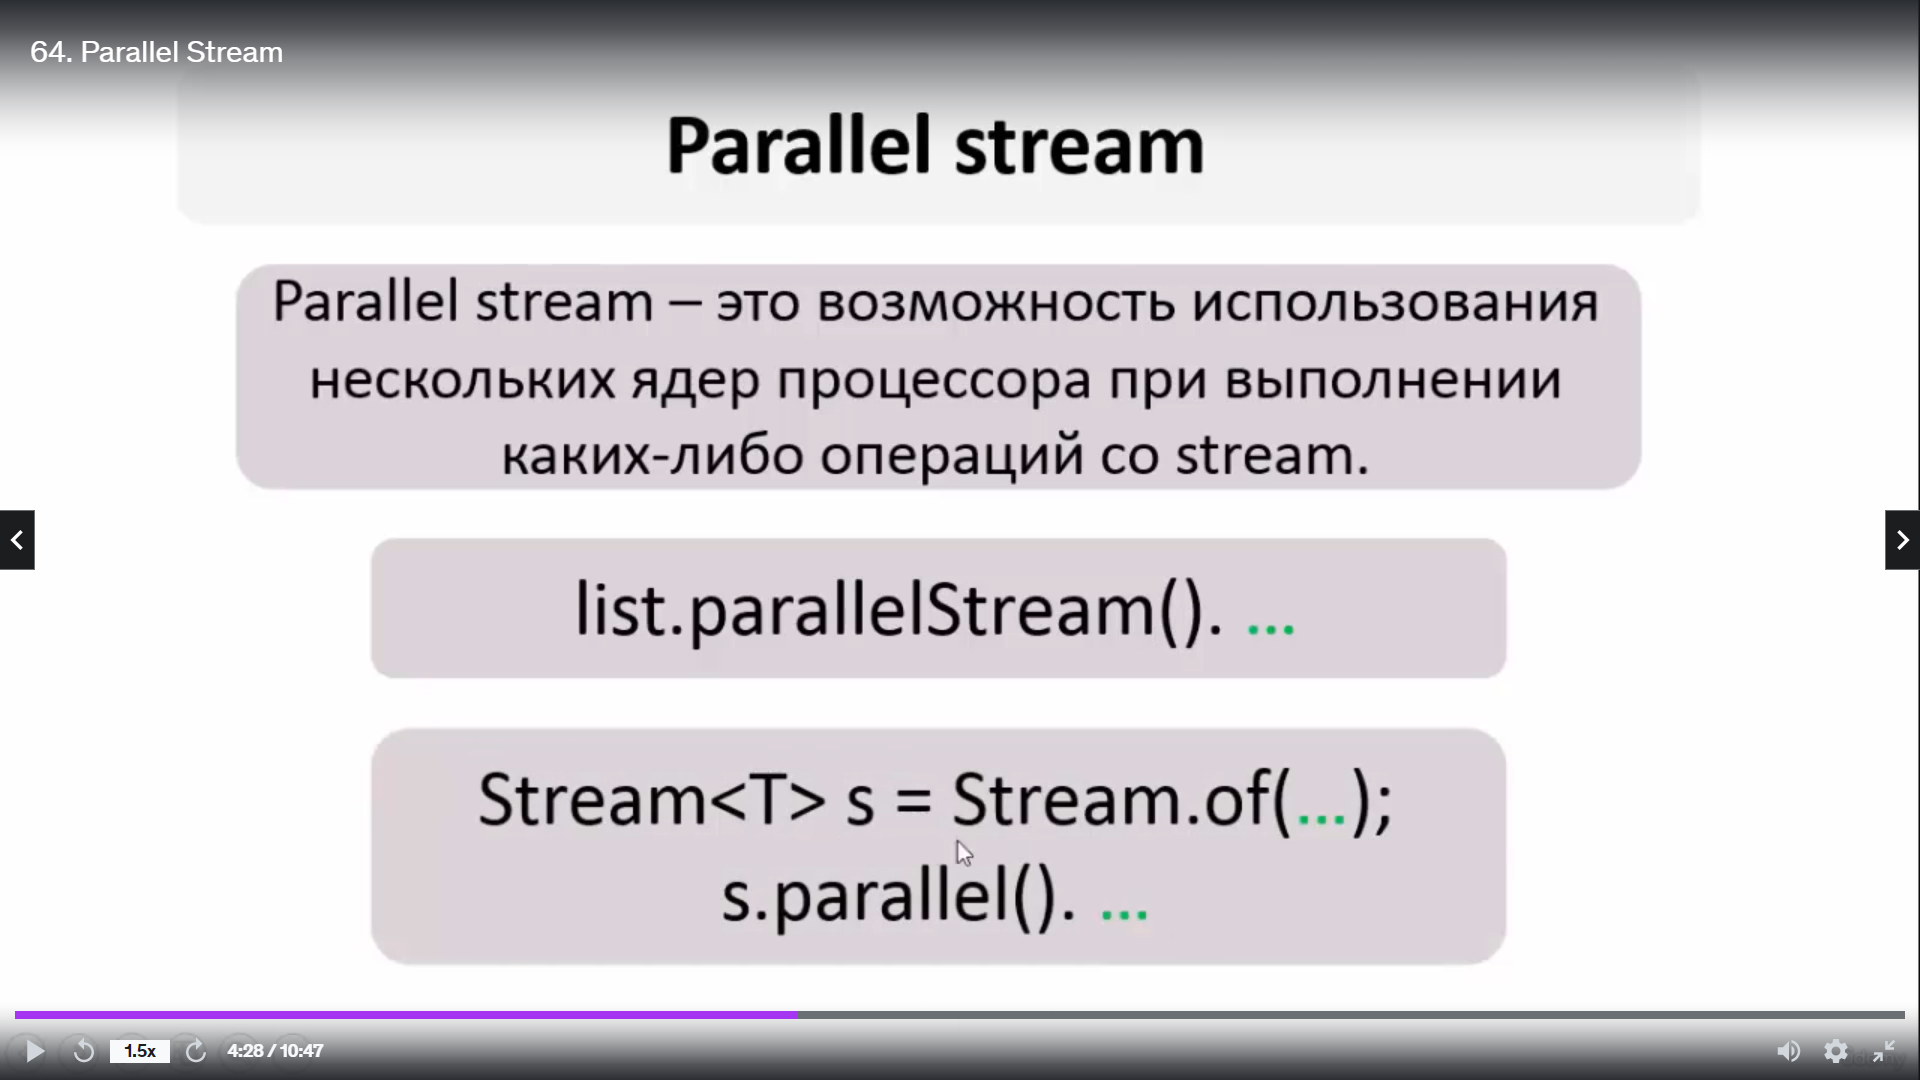 64. Parallel Stream
Parallel stream
Parallel stream – это возможность использования
нескольких ядер процессора при выполнении
каких-либо операций со stream.
list.parallelStream(). ...
Stream<T> s = Stream.of(...);
s.parallel(). ...
1.5x
4:28 / 10:47